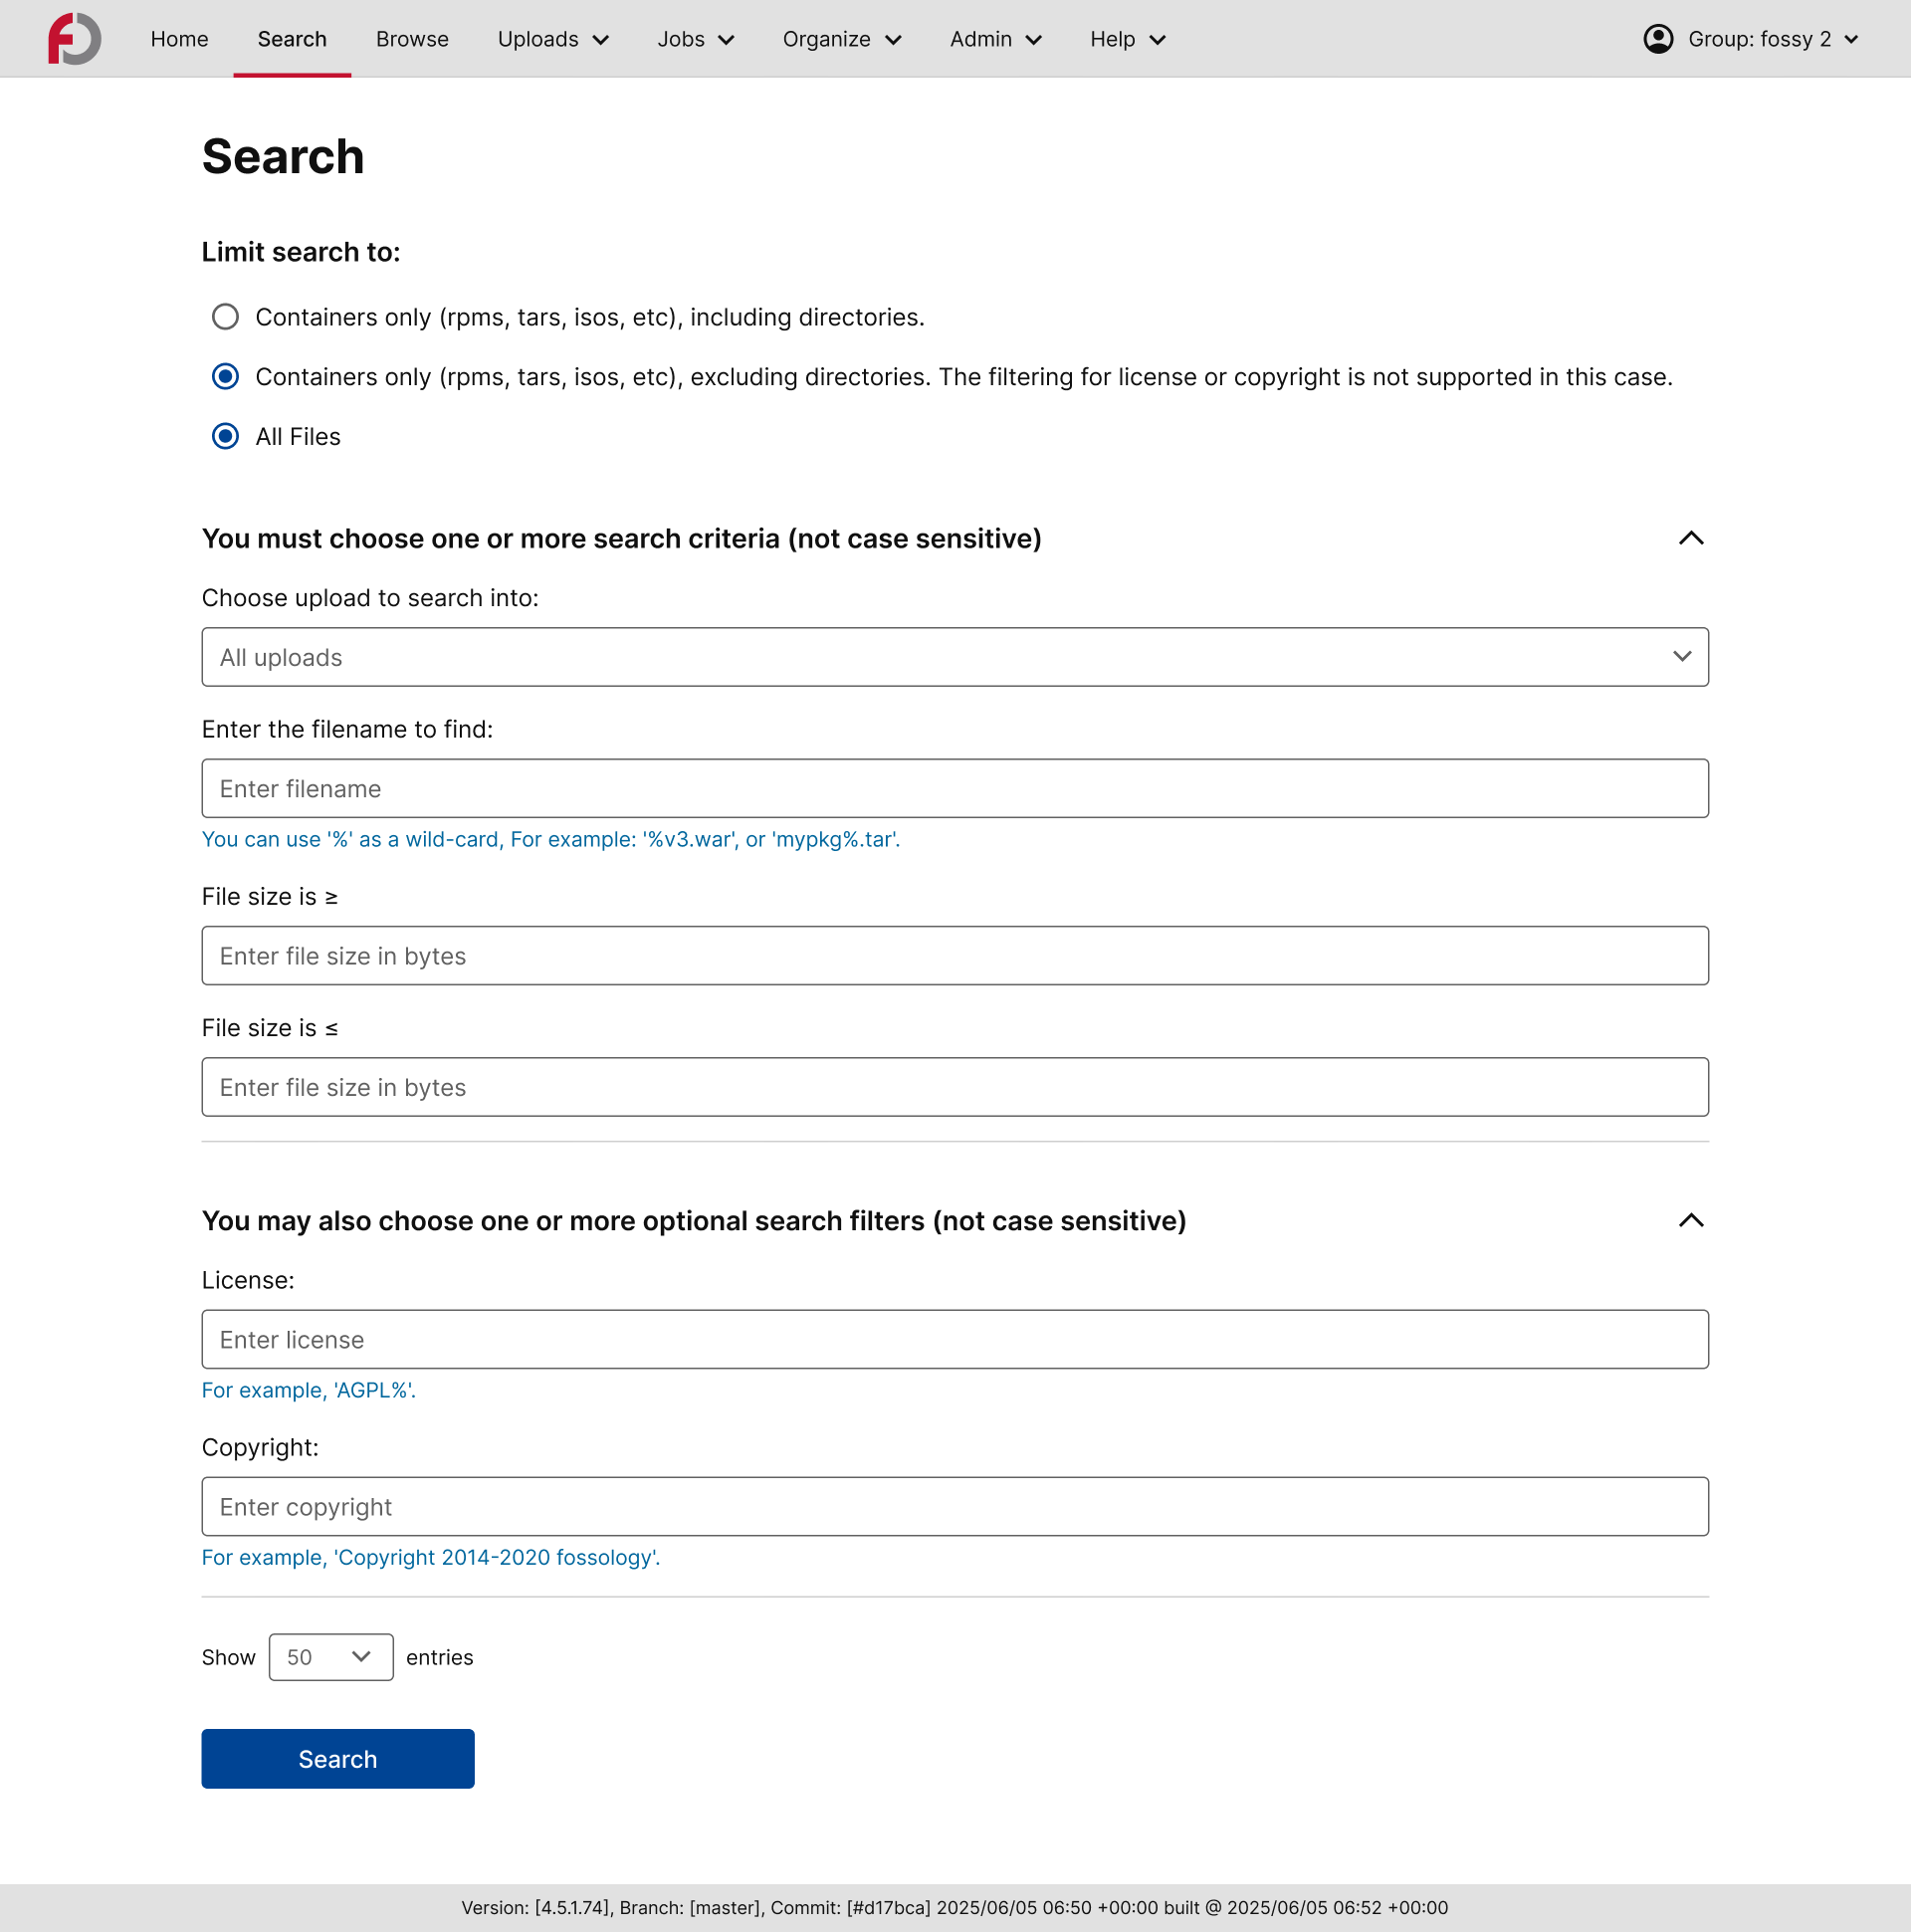 Home Search Browse Uploads Jobs Organize Admin Help Group: fossy 2
Search
Limit search to:
Containers only (rpms, tars, isos, etc), including directories.
Containers only (rpms, tars, isos, etc), excluding directories. The filtering for license or copyright is not supported in this case.
All Files
You must choose one or more search criteria (not case sensitive)
Choose upload to search into:
All uploads
Enter the filename to find:
Enter filename
You can use '%' as a wild-card, For example: '%v3.war', or 'mypkg%.tar'.
File size is ≥
Enter file size in bytes
File size is ≤
Enter file size in bytes
You may also choose one or more optional search filters (not case sensitive)
License:
Enter license
For example, 'AGPL%'.
Copyright:
Enter copyright
For example, 'Copyright 2014-2020 fossology'.
Show 50 entries
Search
Version: [4.5.1.74], Branch: [master], Commit: [#d17bca] 2025/06/05 06:50 +00:00 built @ 2025/06/05 06:52 +00:00